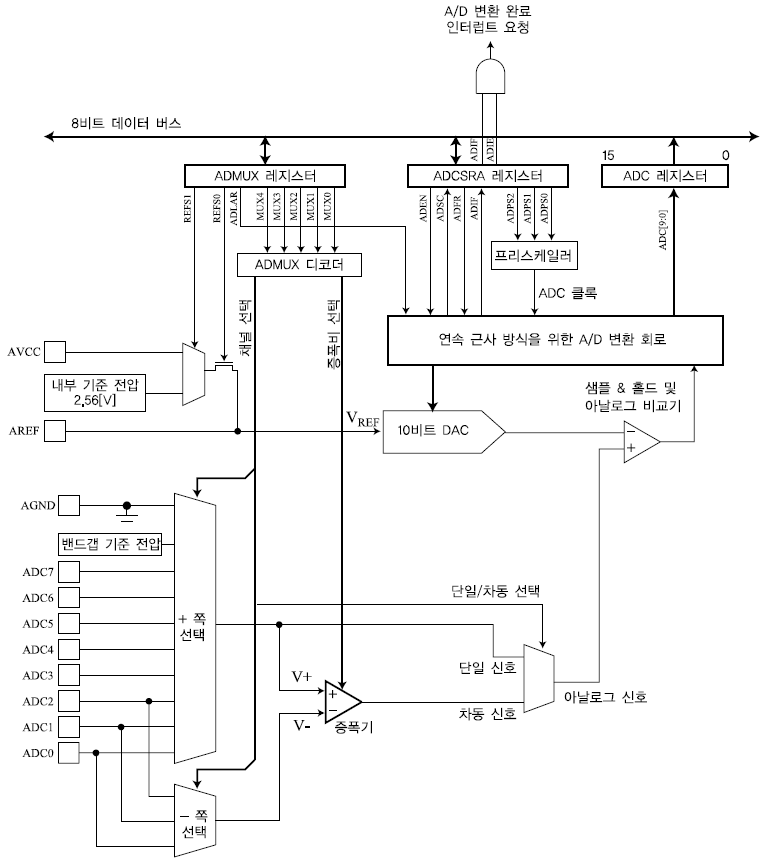 A/D 변환 완료
인터럽트 요청
8비트 데이터 버스
ADIF
ADIE
15
0
ADMUX 레지스터
ADCSRA 레지스터
ADC 레지스터
REFS1
REFS0
ADLAR
MUX4
MUX3
MUX2
MUX1
MUX0
ADEN
ADSC
ADFR
ADIF
ADPS2
ADPS1
ADPS0
ADC[9:0]
프리스케일러
ADMUX 디코더
ADC 클록
채널 선택
증폭비 선택
연속 근사 방식을 위한 A/D 변환 회로
AVCC
내부 기준 전압
2.56[V]
AREF
VREF
10비트 DAC
샘플 & 홀드 및
아날로그 비교기
−
+
AGND
밴드갭 기준 전압
ADC7
ADC6
ADC5
ADC4
ADC3
ADC2
ADC1
ADC0
+ 쪽
선택
단일/차동 선택
단일 신호
V+
+
−
V-
증폭기
차동 신호
아날로그 신호
− 쪽
선택